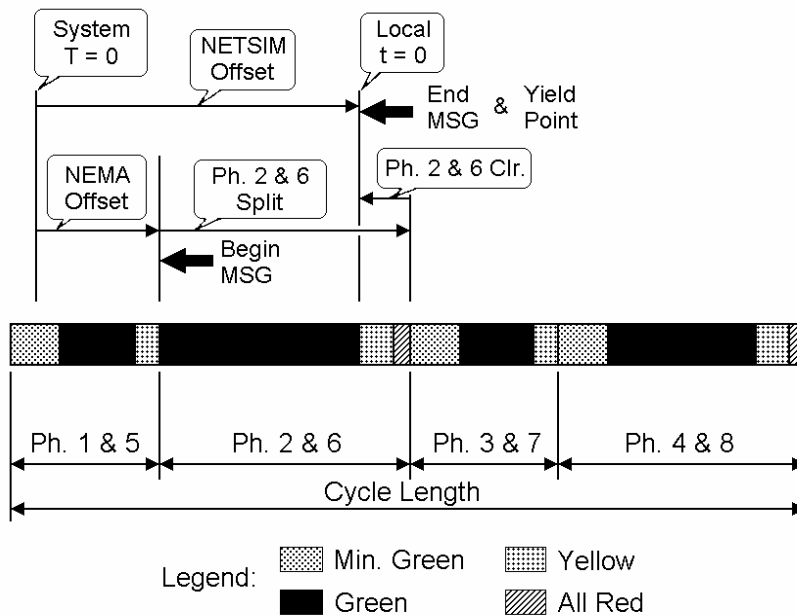 System
T = 0
NETSIM
Offset
Local
t = 0
End
MSG
&
Yield
Point
NEMA
Offset
Ph. 2 & 6
Split
Ph. 2 & 6 Clr.
Begin
MSG
Ph. 1 & 5
Ph. 2 & 6
Ph. 3 & 7
Ph. 4 & 8
Cycle Length
Legend:
Min. Green
Yellow
Green
All Red